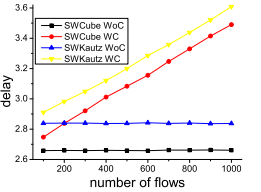 3.6
3.4
3.2
3.0
2.8
2.6
delay
SWCube WoC
SWCube WC
SWKautz WoC
SWKautz WC
200
400
600
800
1000
number of flows